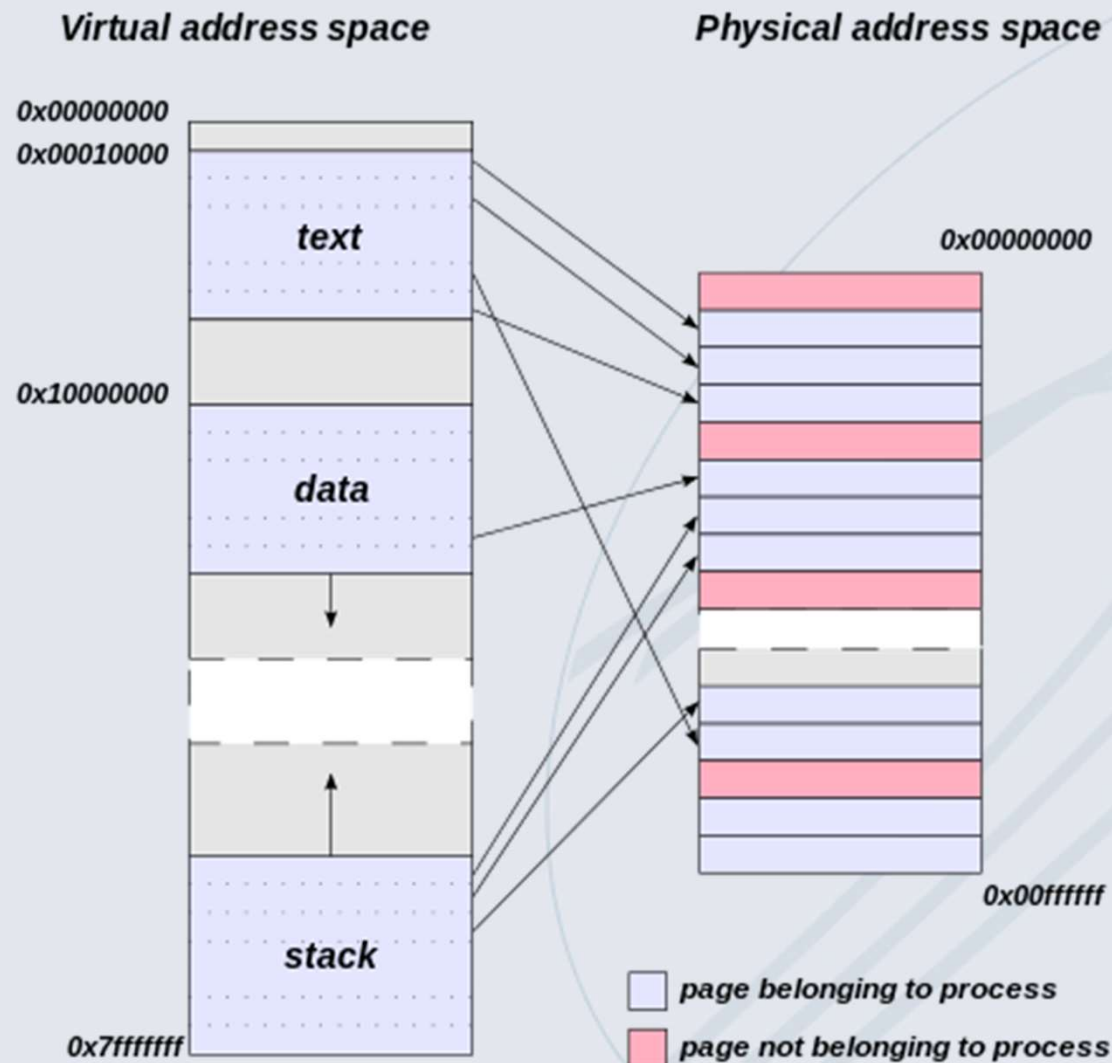 Virtual address space
Physical address space
0x00000000
0x00010000
text
0x00000000
0x10000000
data
stack
0x7fffffff
0x00ffffff
page belonging to process
page not belonging to process